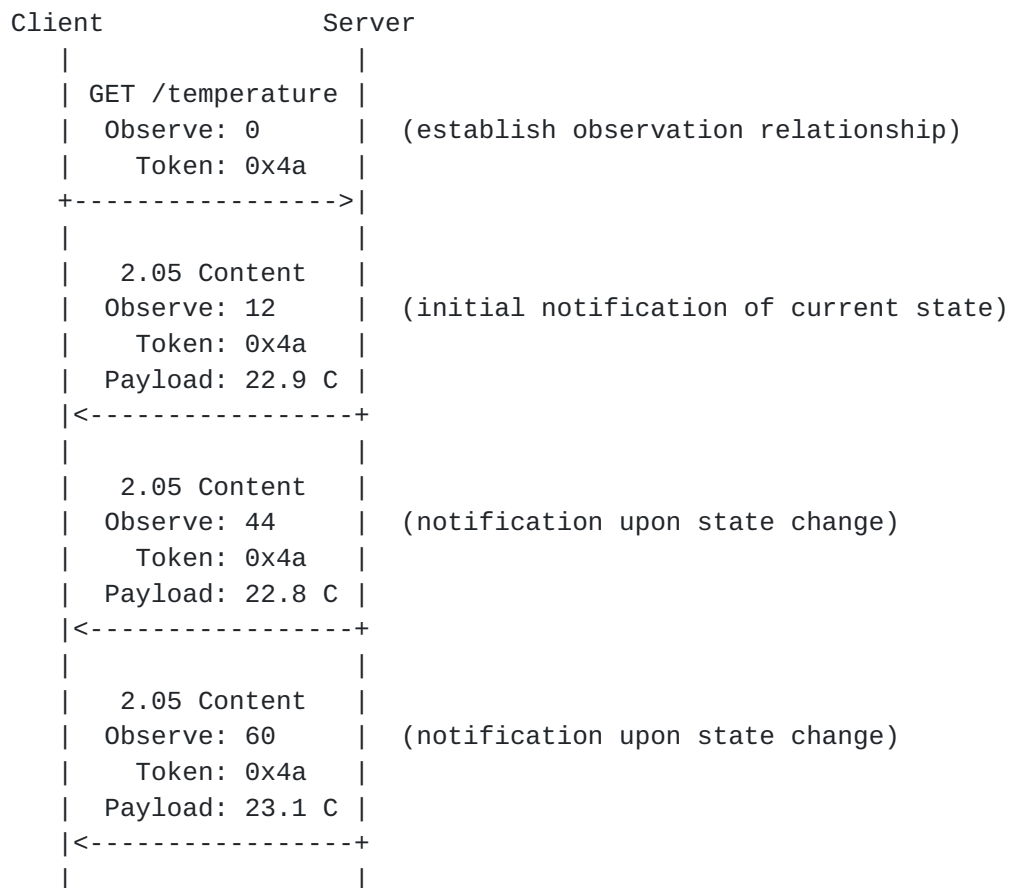 Client              Server
   |                  |
   | GET /temperature |
   |  Observe: 0      |  (establish observation relationship)
   |    Token: 0x4a   |
   +----------------->|
   |                  |
   |   2.05 Content   |
   |  Observe: 12     |  (initial notification of current state)
   |    Token: 0x4a   |
   |  Payload: 22.9 C |
   |<-----------------+
   |                  |
   |   2.05 Content   |
   |  Observe: 44     |  (notification upon state change)
   |    Token: 0x4a   |
   |  Payload: 22.8 C |
   |<-----------------+
   |                  |
   |   2.05 Content   |
   |  Observe: 60     |  (notification upon state change)
   |    Token: 0x4a   |
   |  Payload: 23.1 C |
   |<-----------------+
   |                  |